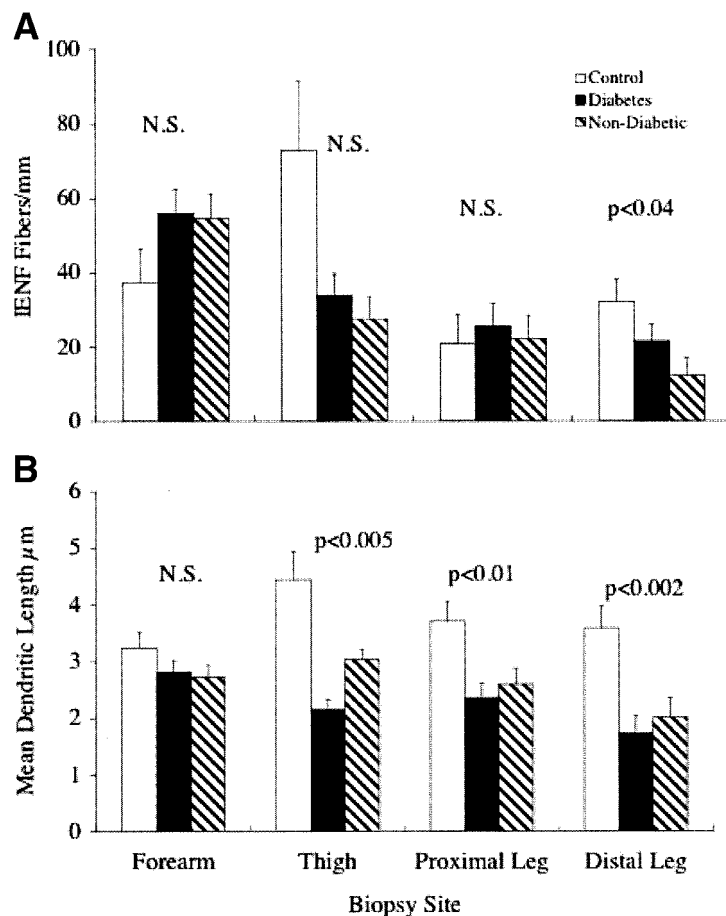 A
100
80
60
40
20
0
IENF Fibers/mm
N.S.
N.S.
N.S.
p<0.04
Control
Diabetes
Non-Diabetic
B
6
5
4
3
2
1
0
Mean Dendritic Length μm
N.S.
p<0.005
p<0.01
p<0.002
Forearm
Thigh
Proximal Leg
Distal Leg
Biopsy Site